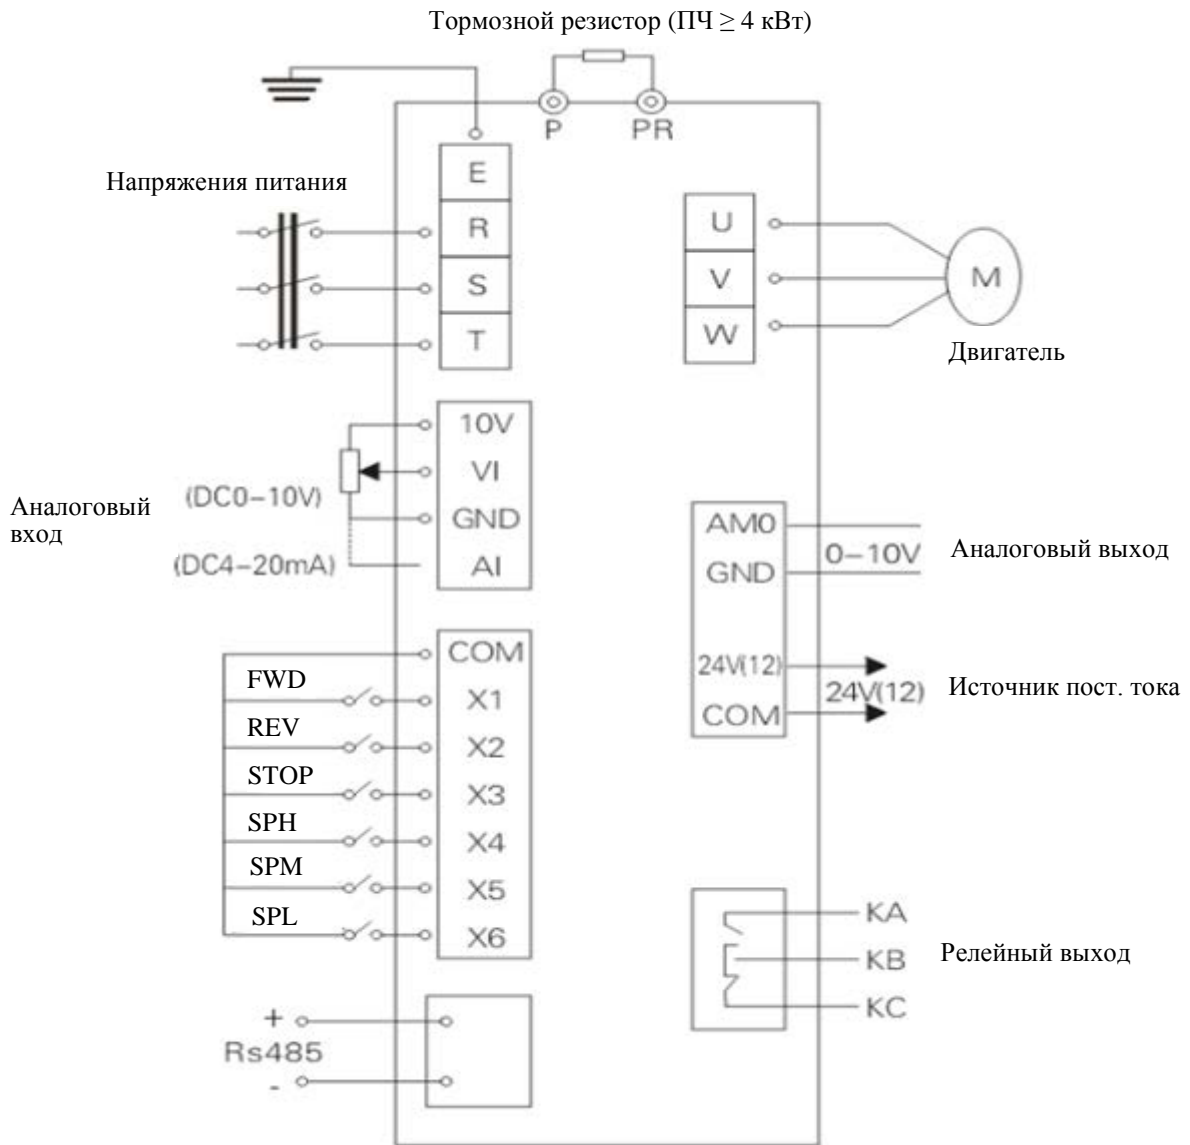 Тормозной резистор (ПЧ ≥ 4 кВт)
P
PR
E
Напряжения питания
R
S
T
U
V
W
M
Двигатель
10V
VI
(DC0-10V)
GND
Аналоговый
вход
(DC4-20mA)
AI
AM0
0-10V
GND
Аналоговый выход
24V(12)
24V(12)
COM
Источник пост. тока
COM
FWD
X1
REV
X2
STOP
X3
SPH
X4
SPM
X5
SPL
X6
KA
KB
KC
Релейный выход
+
Rs485
-